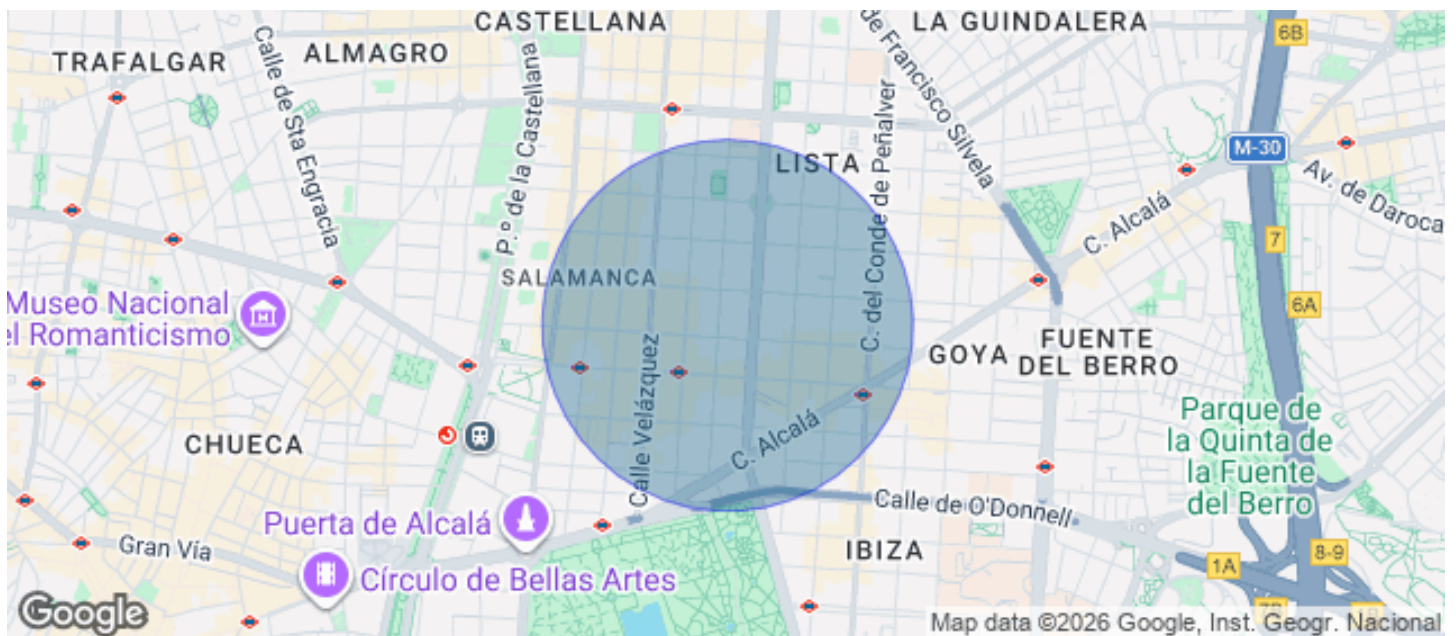 CASTELLANA
LA GUINDALERA
6B
TRAFALGAR
ALMAGRO
Calle de Sta Engracia
P.º de la Castellana
de Francisco Silvela
LISTA
M-30
Av. de Daroca
C. del Conde de Peñalver
C. Alcalá
7
SALAMANCA
Museo Nacional
el Romanticismo
6A
Calle Velázquez
GOYA
FUENTE
DEL BERRO
CHUECA
C. Alcalá
Parque de
la Quinta de
la Fuente
del Berro
Puerta de Alcalá
Calle de O'Donnell
Gran Vía
IBIZA
8-9
1A
Círculo de Bellas Artes
Google
Map data ©2026 Google, Inst. Geogr. Nacional